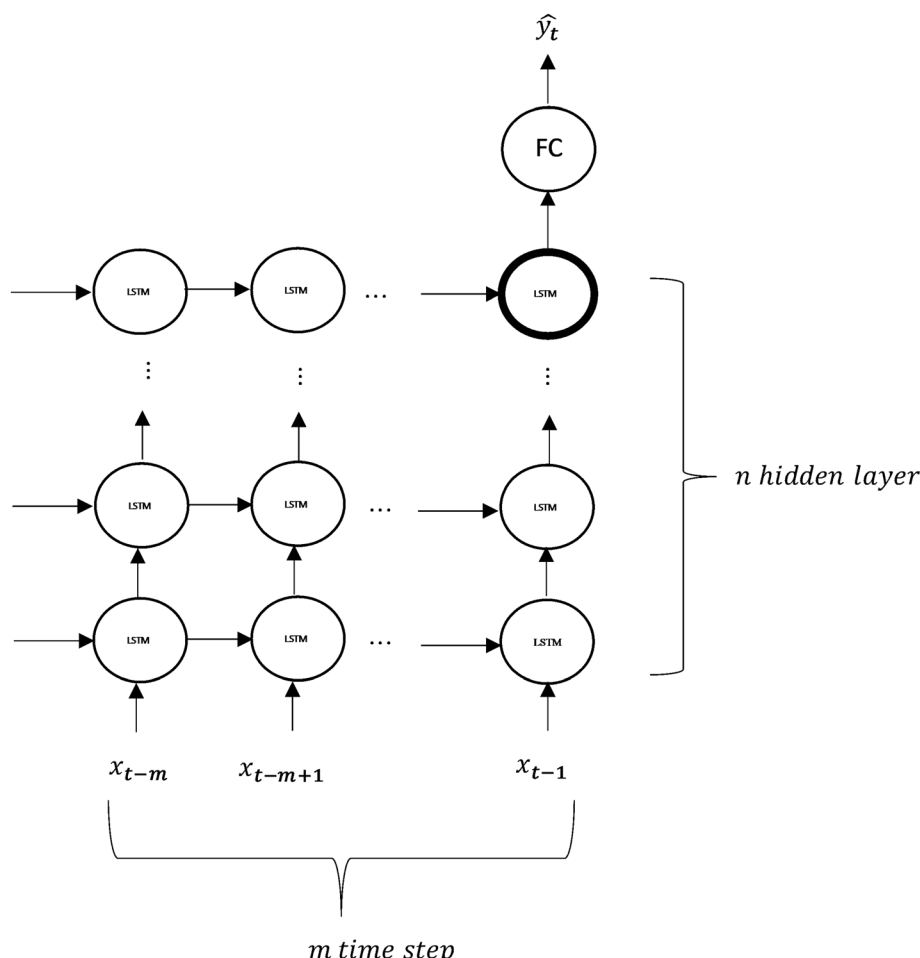 ŷₜ
FC
LSTM LSTM ... LSTM
⋮ ⋮ ⋮
LSTM LSTM ... LSTM
n hidden layer
LSTM LSTM ... LSTM
xₜ₋ₘ xₜ₋ₘ₊₁ xₜ₋₁
m time step